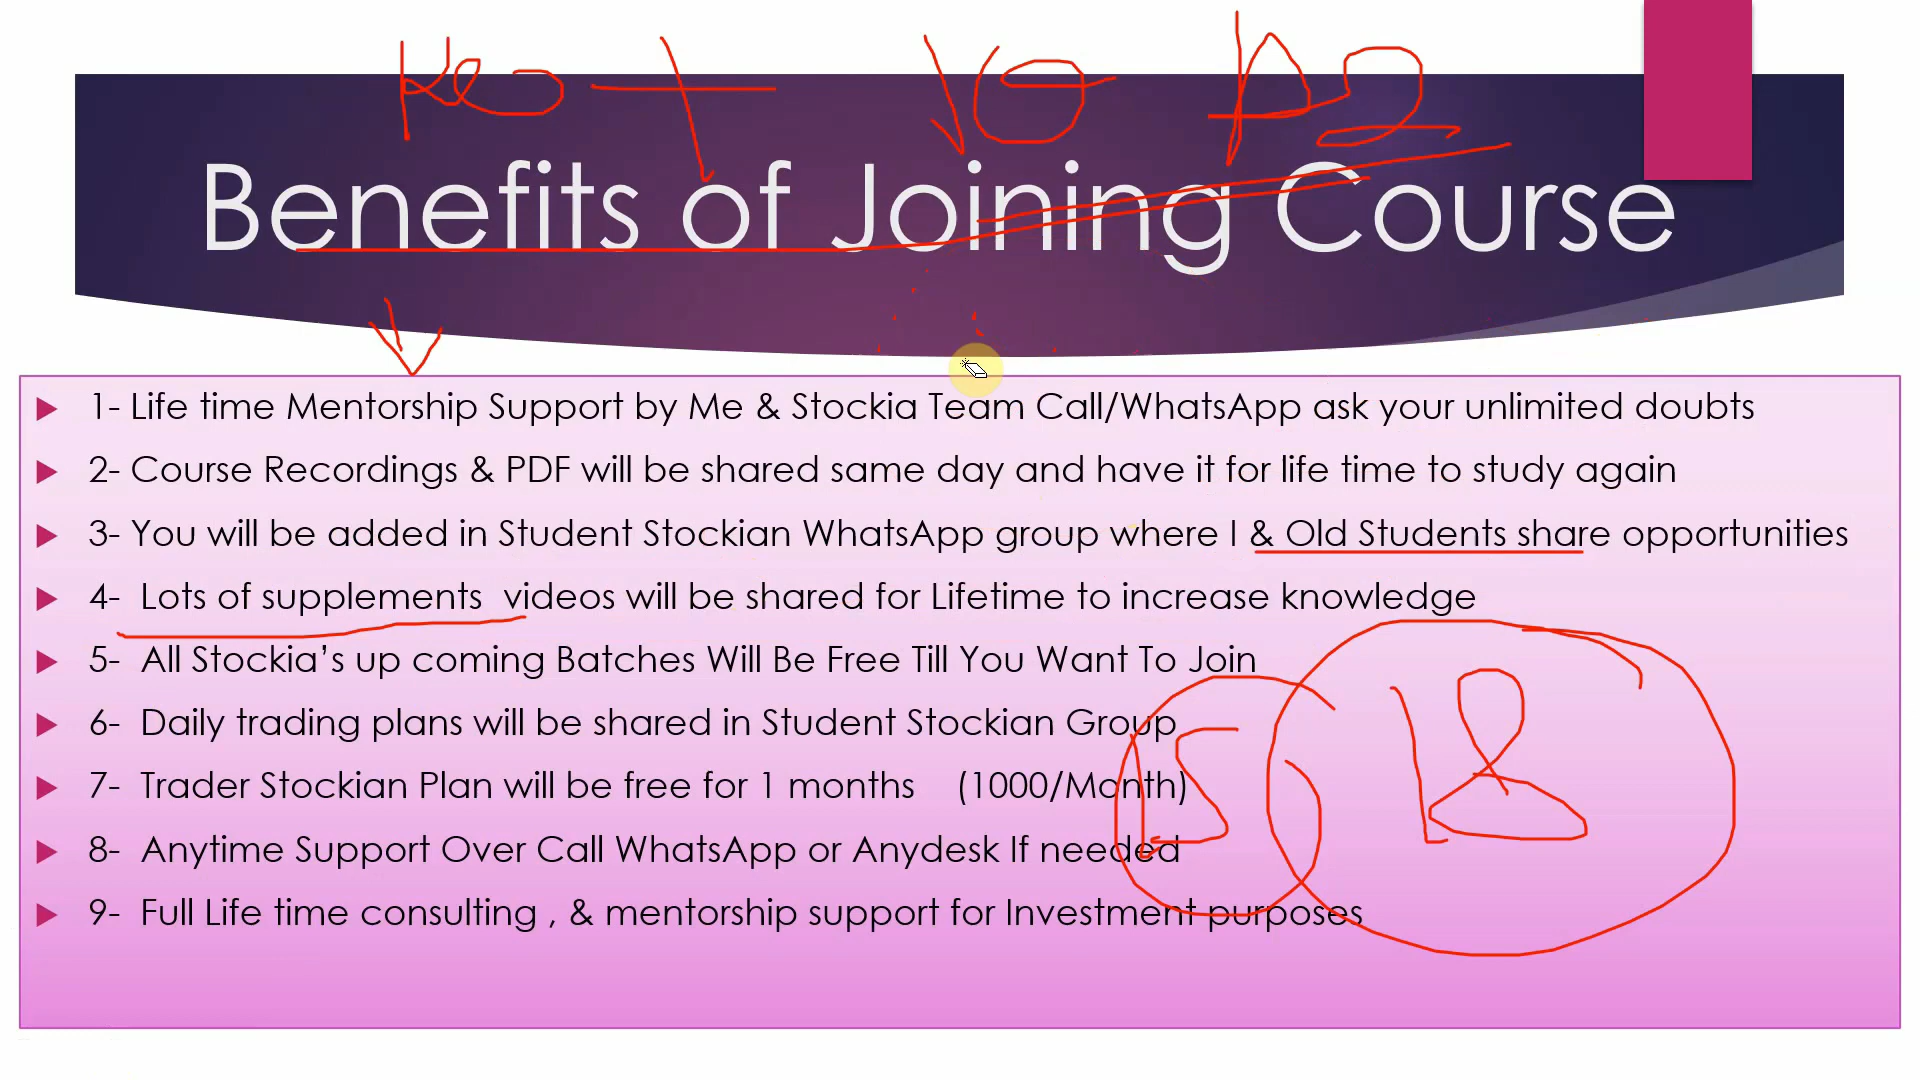 Benefits of Joining Course
1- Life time Mentorship Support by Me & Stockia Team Call/WhatsApp ask your unlimited doubts
2- Course Recordings & PDF will be shared same day and have it for life time to study again
3- You will be added in Student Stockian WhatsApp group where I & Old Students share opportunities
4- Lots of supplements videos will be shared for Lifetime to increase knowledge
5- All Stockia’s up coming Batches Will Be Free Till You Want To Join
6- Daily trading plans will be shared in Student Stockian Group
7- Trader Stockian Plan will be free for 1 months (1000/Month)
8- Anytime Support Over Call WhatsApp or Anydesk If needed
9- Full Life time consulting , & mentorship support for Investment purposes